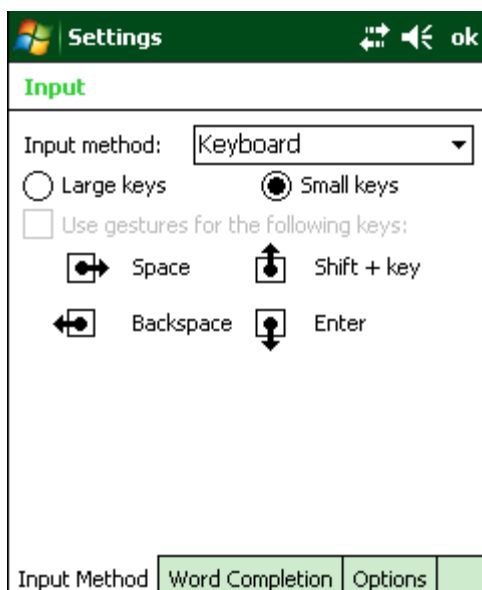 Settings ok
Input
Input method: Keyboard
Large keys Small keys
Use gestures for the following keys:
Space Shift + key
Backspace Enter
Input Method Word Completion Options